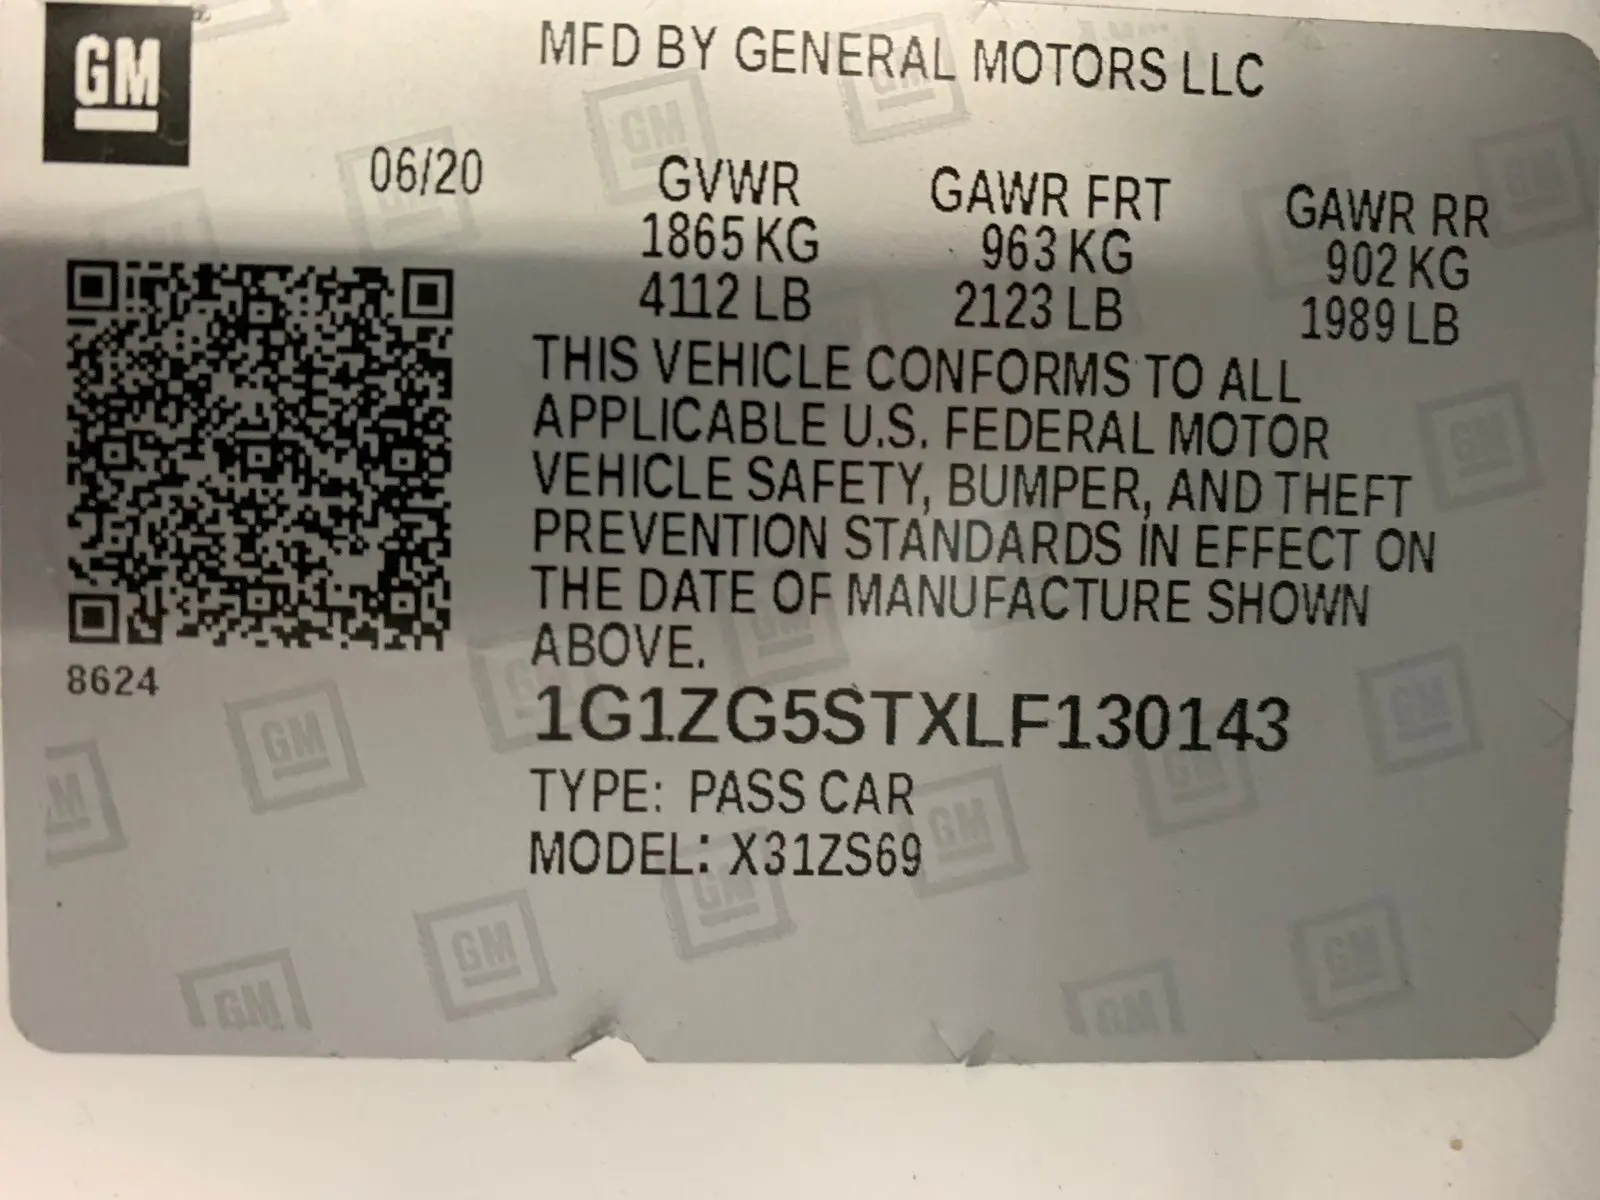 GM
MFD BY GENERAL MOTORS LLC
06/20
GVWR GAWR FRT GAWR RR
1865 KG 963 KG 902 KG
4112 LB 2123 LB 1989 LB
THIS VEHICLE CONFORMS TO ALL
APPLICABLE U.S. FEDERAL MOTOR
VEHICLE SAFETY, BUMPER, AND THEFT
PREVENTION STANDARDS IN EFFECT ON
THE DATE OF MANUFACTURE SHOWN
ABOVE.
8624
1G1ZG5STXLF130143
TYPE: PASS CAR
MODEL: X31ZS69